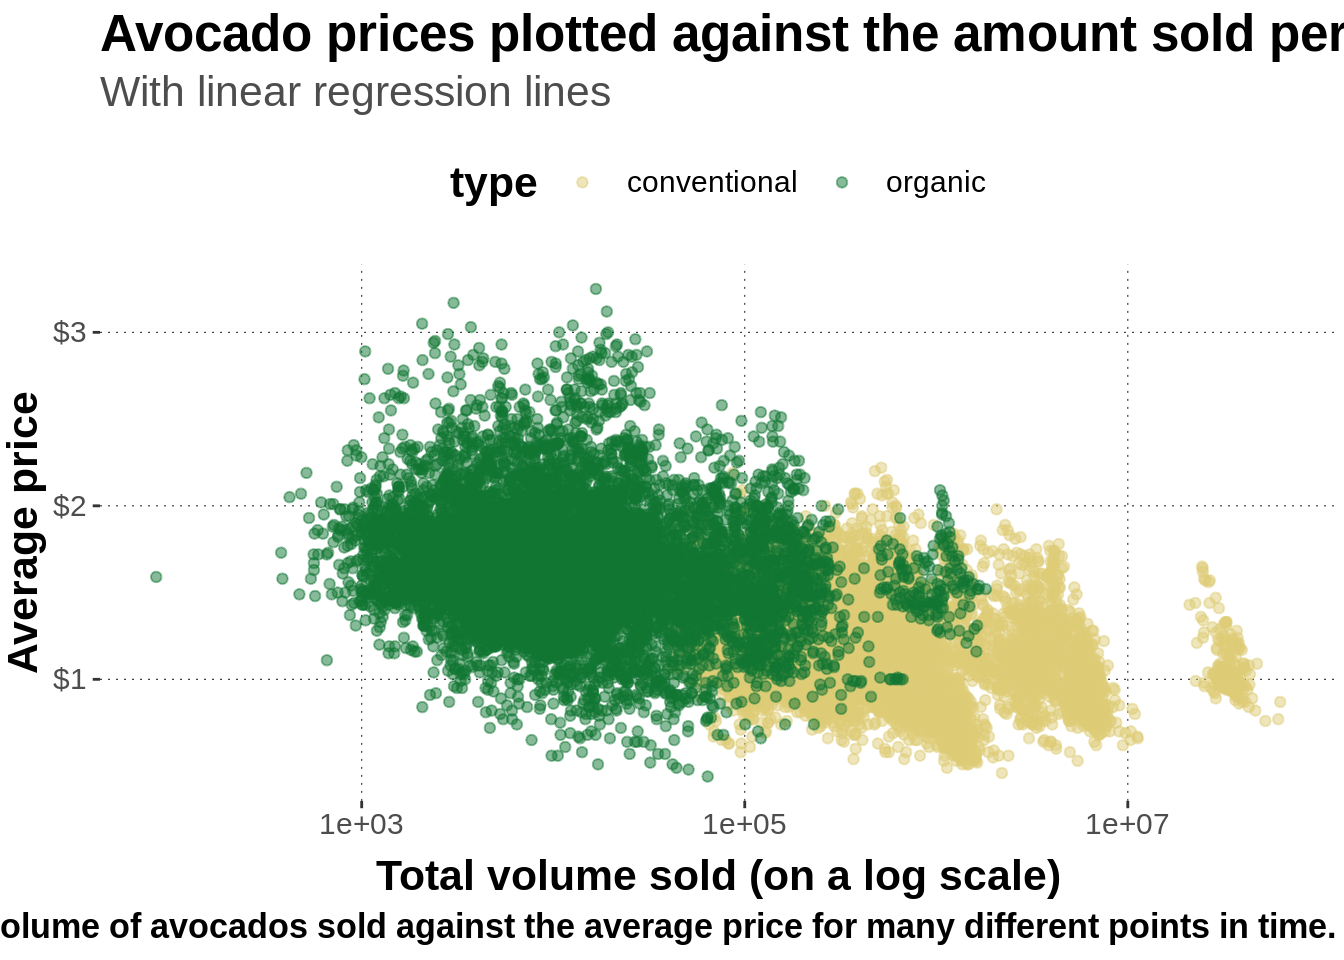 Avocado prices plotted against the amount sold per
With linear regression lines
type conventional organic
Average price
$3
$2
$1
1e+03 1e+05 1e+07
Total volume sold (on a log scale)
olume of avocados sold against the average price for many different points in time.